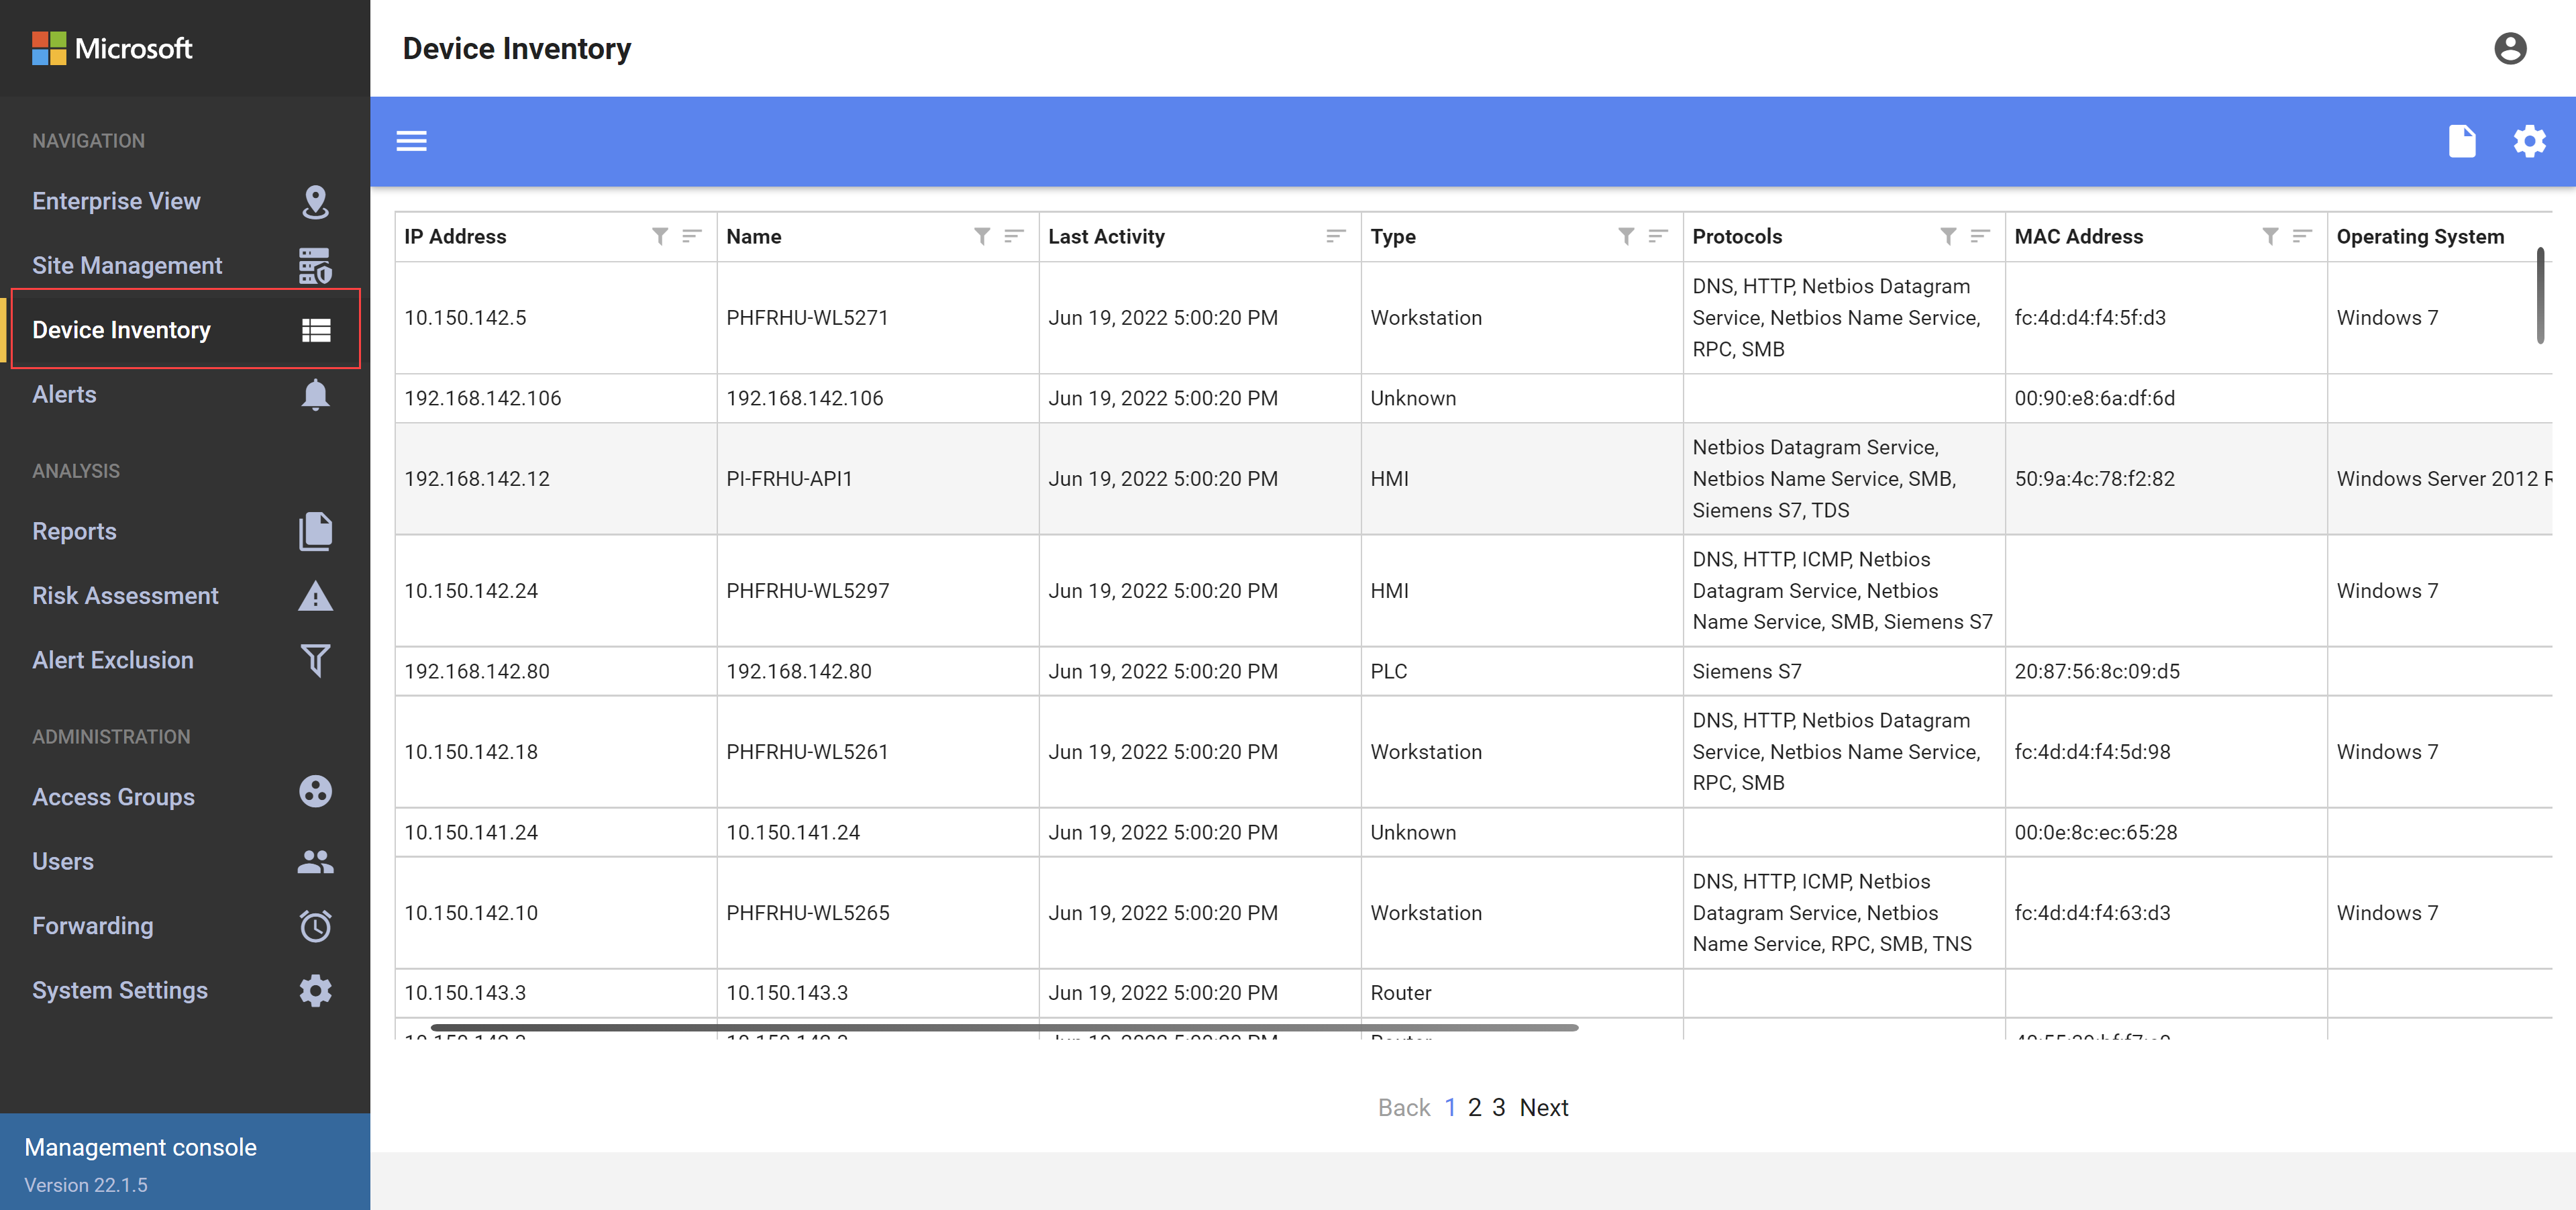 Microsoft
Device Inventory
NAVIGATION
Enterprise View
Site Management
Device Inventory
Alerts
ANALYSIS
Reports
Risk Assessment
Alert Exclusion
ADMINISTRATION
Access Groups
Users
Forwarding
System Settings
Management console
Version 22.1.5
IP Address Name Last Activity Type Protocols MAC Address Operating System
10.150.142.5 PHFRHU-WL5271 Jun 19, 2022 5:00:20 PM Workstation DNS, HTTP, Netbios Datagram
Service, Netbios Name Service,
RPC, SMB
fc:4d:d4:f4:5f:d3 Windows 7
192.168.142.106 192.168.142.106 Jun 19, 2022 5:00:20 PM Unknown 00:90:e8:6a:df:6d
192.168.142.12 PI-FRHU-API1 Jun 19, 2022 5:00:20 PM HMI Netbios Datagram Service,
Netbios Name Service, SMB,
Siemens S7, TDS
50:9a:4c:78:f2:82 Windows Server 2012 R
10.150.142.24 PHFRHU-WL5297 Jun 19, 2022 5:00:20 PM HMI DNS, HTTP, ICMP, Netbios
Datagram Service, Netbios
Name Service, SMB, Siemens S7
Windows 7
192.168.142.80 192.168.142.80 Jun 19, 2022 5:00:20 PM PLC Siemens S7 20:87:56:8c:09:d5
10.150.142.18 PHFRHU-WL5261 Jun 19, 2022 5:00:20 PM Workstation DNS, HTTP, Netbios Datagram
Service, Netbios Name Service,
RPC, SMB
fc:4d:d4:f4:5d:98 Windows 7
10.150.141.24 10.150.141.24 Jun 19, 2022 5:00:20 PM Unknown 00:0e:8c:ec:65:28
10.150.142.10 PHFRHU-WL5265 Jun 19, 2022 5:00:20 PM Workstation DNS, HTTP, ICMP, Netbios
Datagram Service, Netbios
Name Service, RPC, SMB, TNS
fc:4d:d4:f4:63:d3 Windows 7
10.150.143.3 10.150.143.3 Jun 19, 2022 5:00:20 PM Router
Back 1 2 3 Next